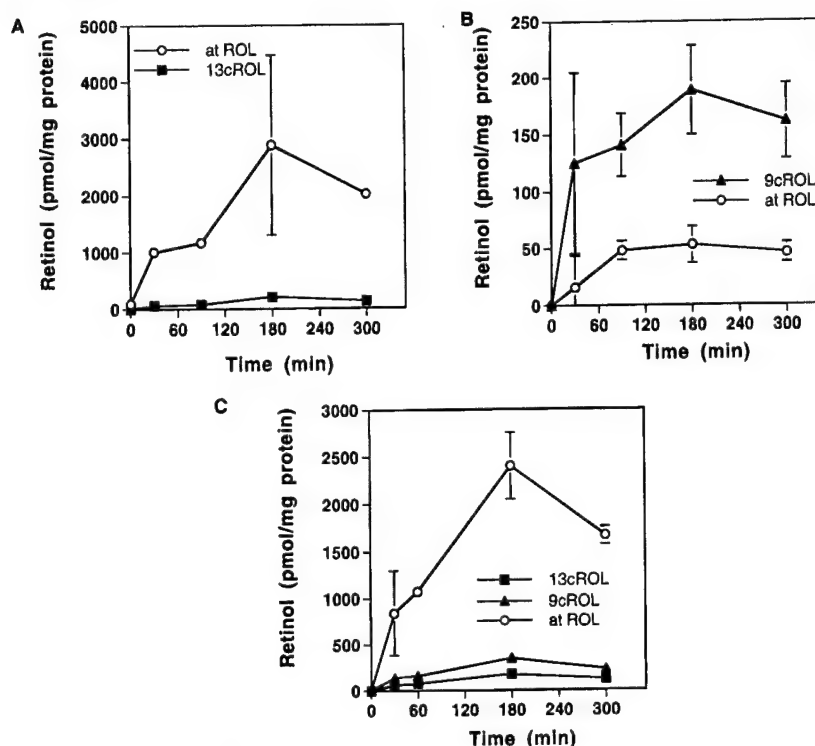 A
Retinol (pmol/mg protein)
5000
4000
3000
2000
1000
0
at ROL
13cROL
0 60 120 180 240 300
Time (min)
B
Retinol (pmol/mg protein)
250
200
150
100
50
0
9cROL
at ROL
0 60 120 180 240 300
Time (min)
C
Retinol (pmol/mg protein)
3000
2500
2000
1500
1000
500
0
13cROL
9cROL
at ROL
0 60 120 180 240 300
Time (min)